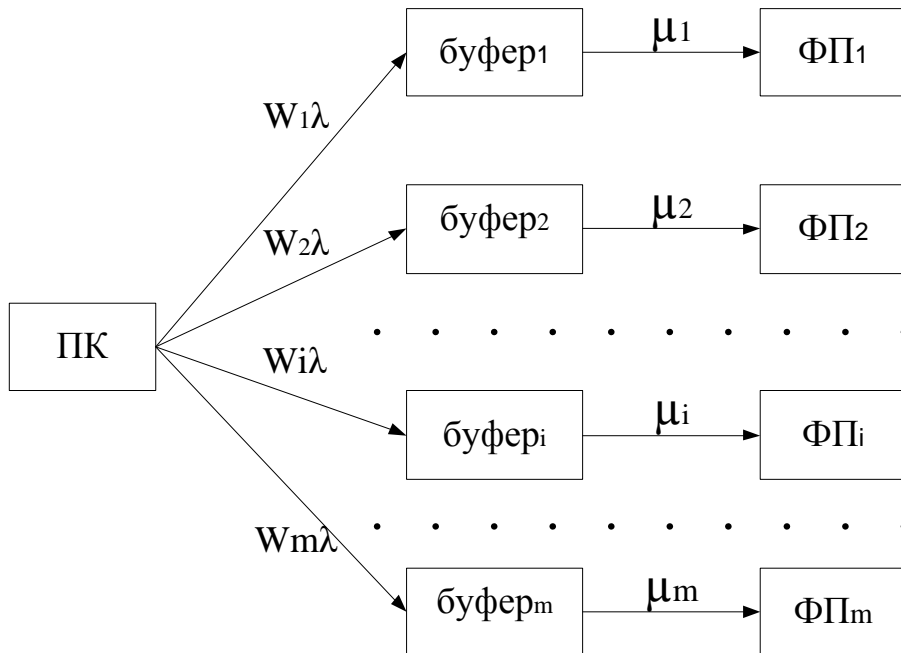 буфер1 μ1 ФП1
W1λ
буфер2 μ2 ФП2
W2λ
ПК
Wiλ
буферi μi ФПi
Wmλ
буферm μm ФПm